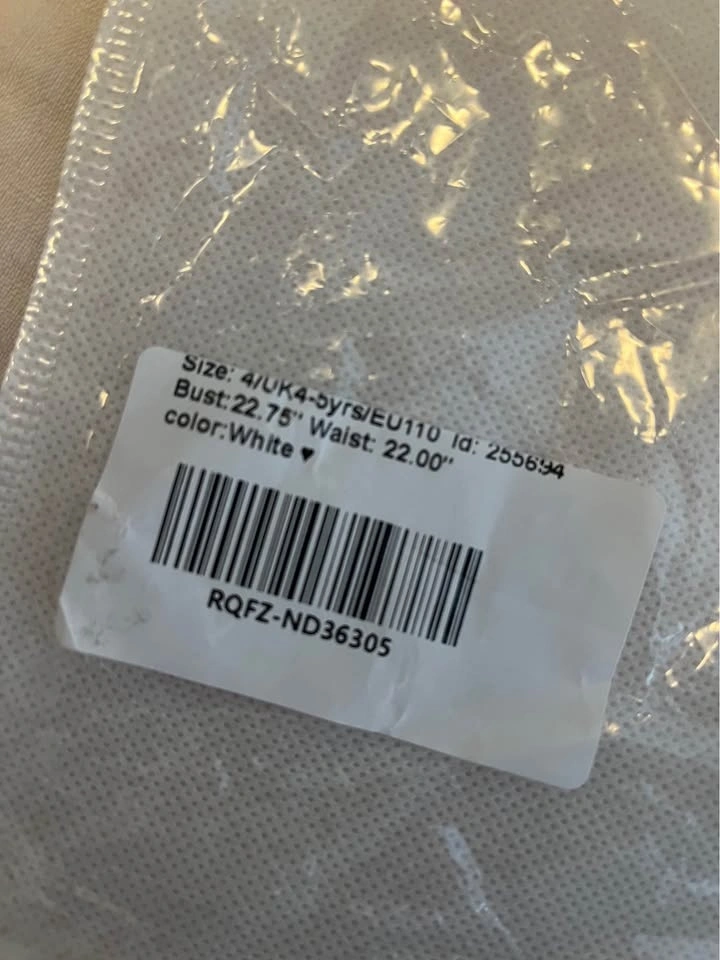 Size: 4/UK4-5yrs/EU110 Id: 255694
Bust:22.75" Waist: 22.00"
color:White ♥
RQFZ-ND36305